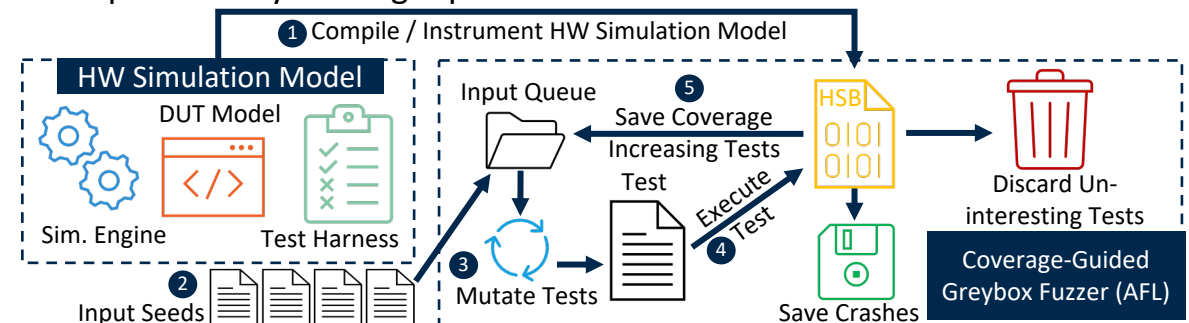 1 Compile / Instrument HW Simulation Model
HW Simulation Model
DUT Model
Sim. Engine
Test Harness
2
Input Seeds
Input Queue
5
Save Coverage
Increasing Tests
HSB
0101
0101
Test
Execute
Test
4
3
Mutate Tests
Discard Un-
interesting Tests
Save Crashes
Coverage-Guided
Greybox Fuzzer (AFL)